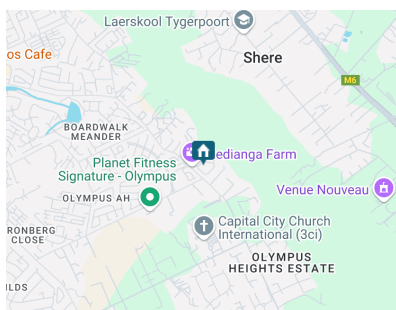 Laerskool Tygerpoort
os Cafe
Shere
M6
BOARDWALK
MEANDER
edianga Farm
Planet Fitness
Signature - Olympus
Venue Nouveau
OLYMPUS AH
Capital City Church
International (3ci)
RONBERG
CLOSE
OLYMPUS
HEIGHTS ESTATE
ILDS